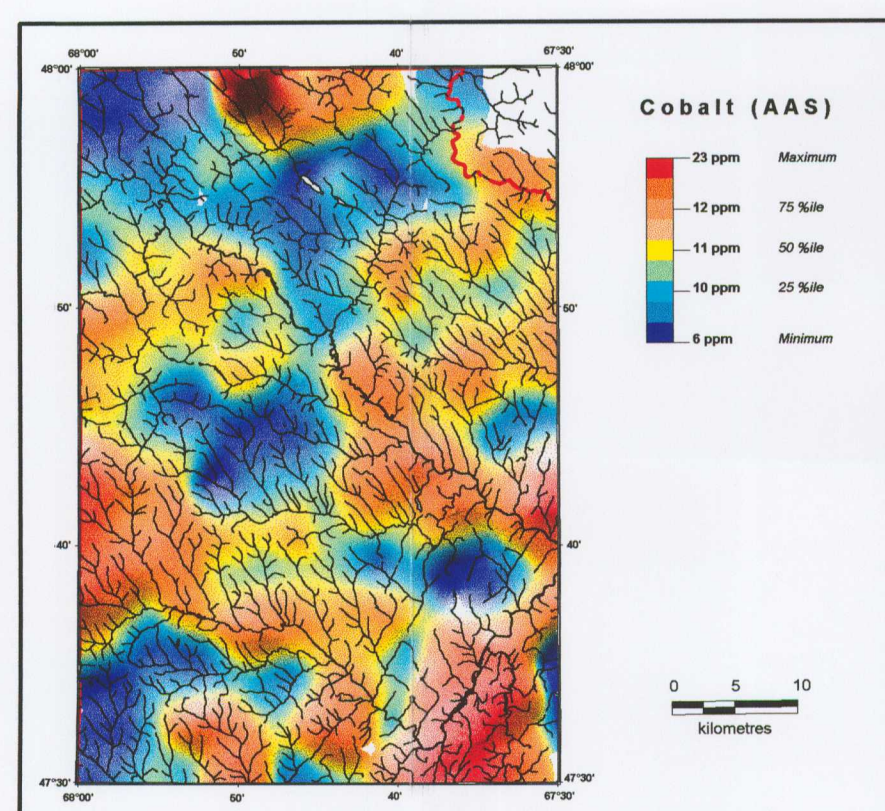 68°00' 50' 40' 67°30'
48°00' 48°00'
Cobalt (AAS)
23 ppm Maximum
12 ppm 75 %ile
11 ppm 50 %ile
10 ppm 25 %ile
6 ppm Minimum
50' 50'
40' 40'
0 5 10
kilometres
47°30' 47°30'
68°00' 50' 40' 67°30'